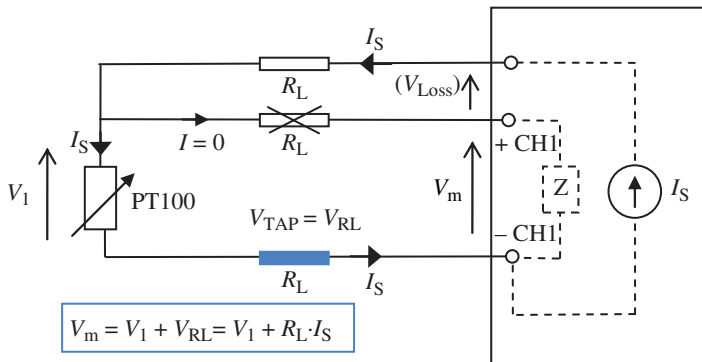 I_S
R_L
(V_Loss)
I_S
I = 0
R_L
+ CH1
V_1
PT100
V_m
Z
I_S
V_TAP = V_RL
– CH1
R_L
I_S
V_m = V_1 + V_RL= V_1 + R_L·I_S